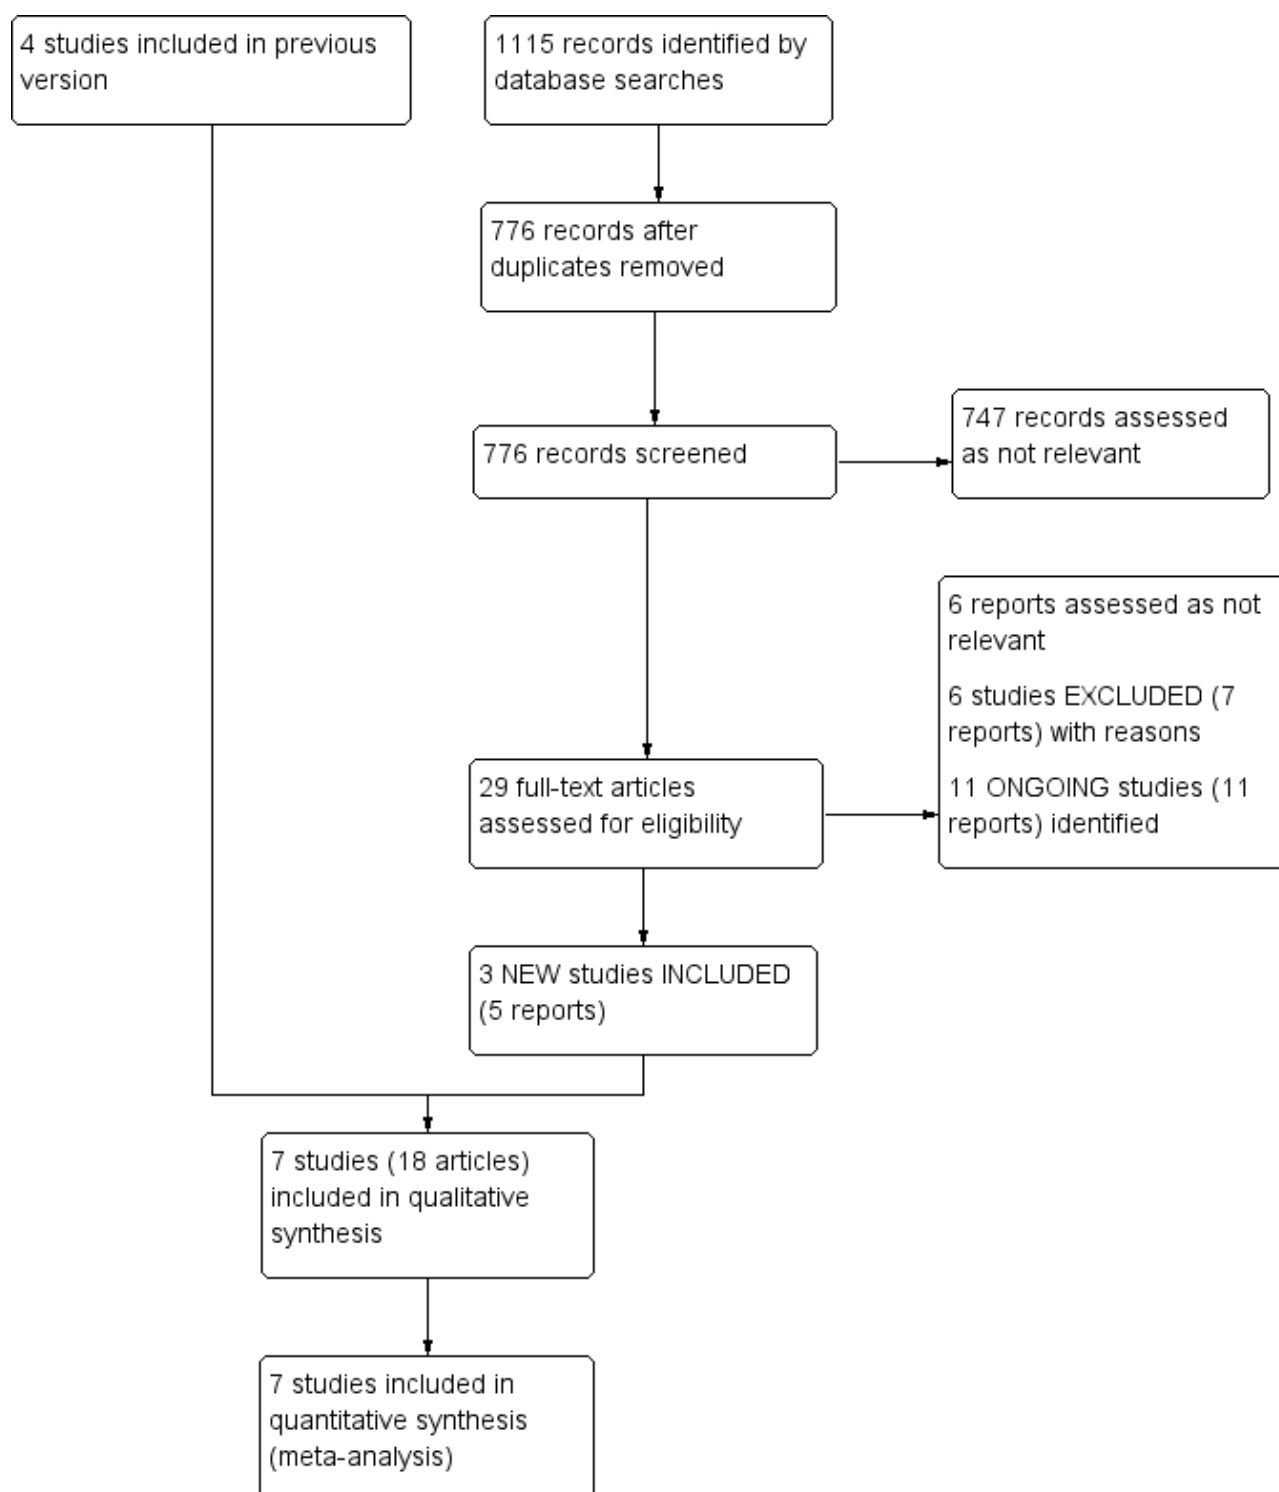 4 studies included in previous
version
1115 records identified by
database searches
776 records after
duplicates removed
776 records screened
747 records assessed
as not relevant
6 reports assessed as not
relevant
6 studies EXCLUDED (7
reports) with reasons
11 ONGOING studies (11
reports) identified
29 full-text articles
assessed for eligibility
3 NEW studies INCLUDED
(5 reports)
7 studies (18 articles)
included in qualitative
synthesis
7 studies included in
quantitative synthesis
(meta-analysis)